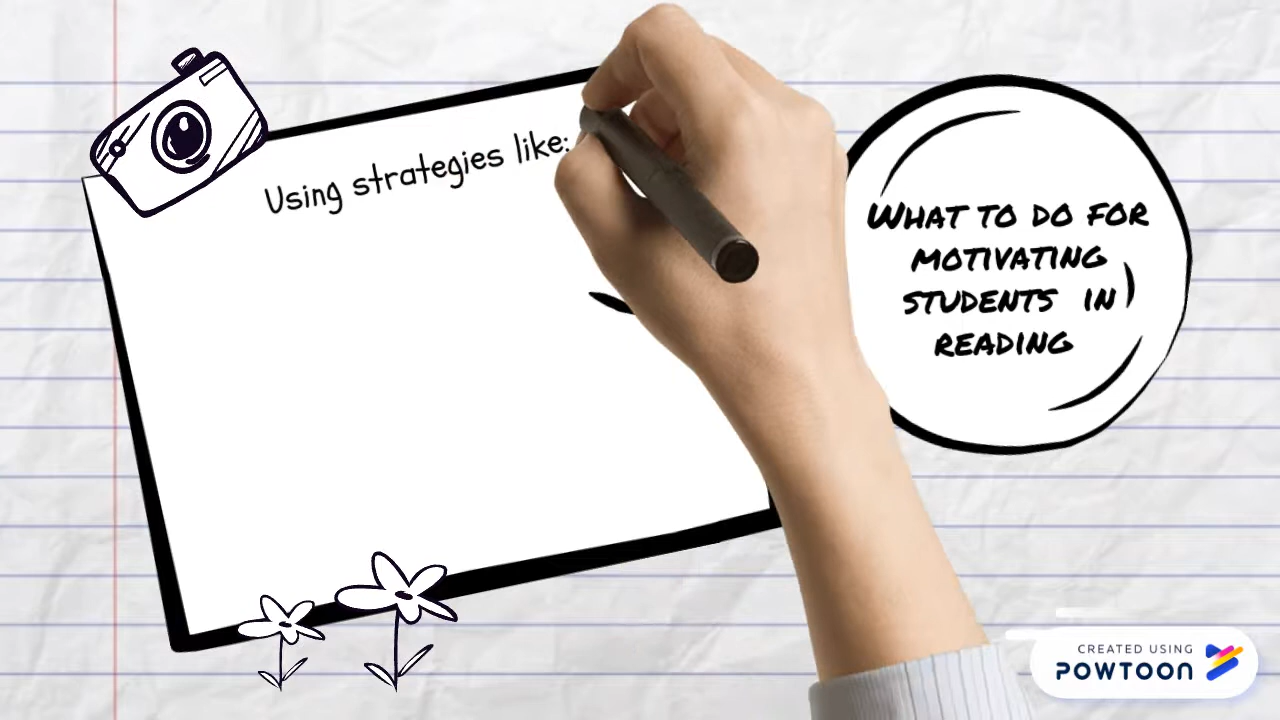 Using strategies like:
WHAT TO DO FOR
MOTIVATING
STUDENTS IN
READING
CREATED USING
POWTOON